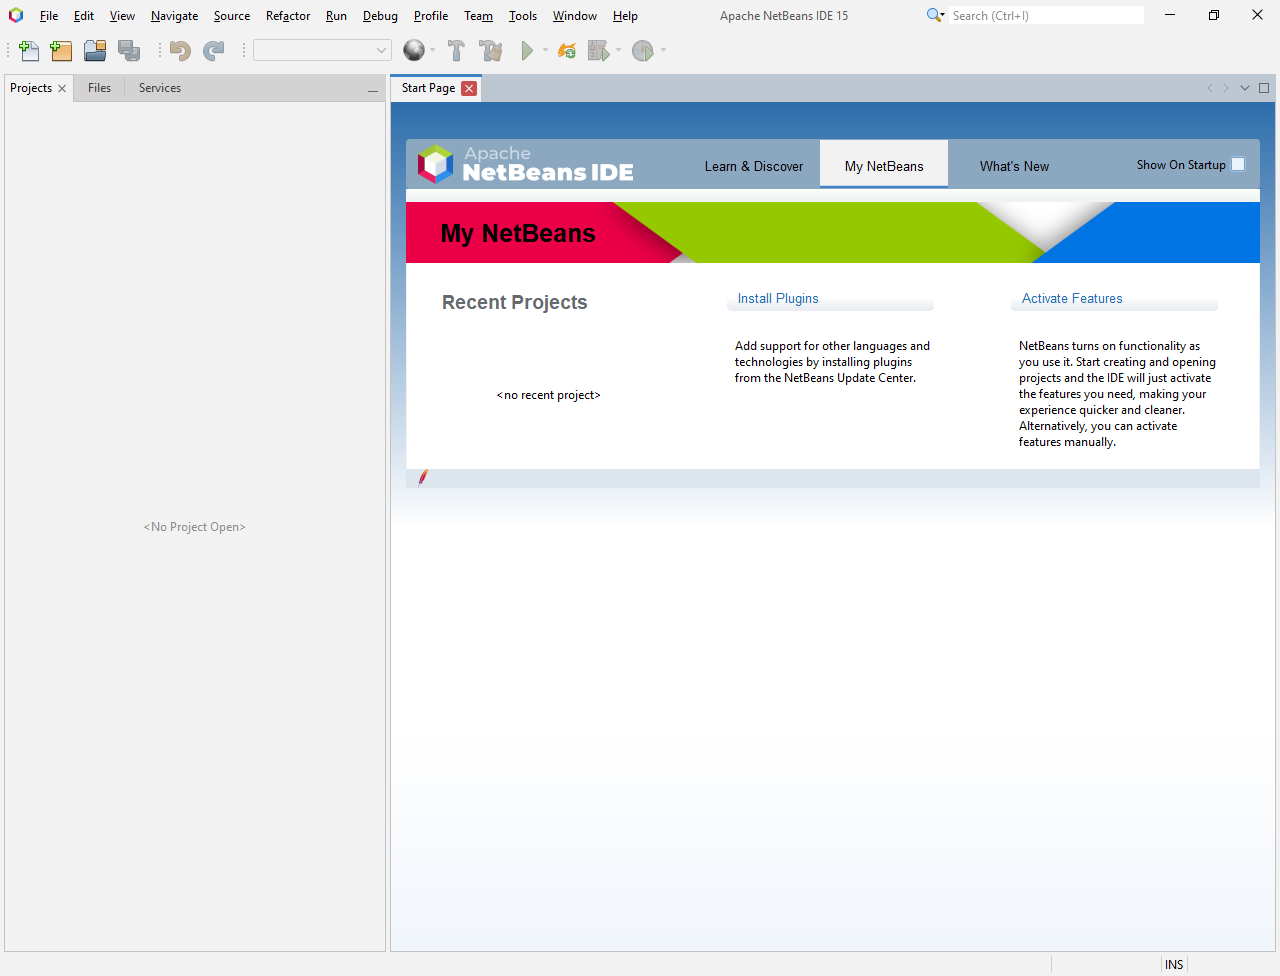 File Edit View Navigate Source Refactor Run Debug Profile Team Tools Window Help Apache NetBeans IDE 15 Search (Ctrl+I)
Projects Files Services Start Page
Apache
NetBeans IDE Learn & Discover My NetBeans What's New Show On Startup
My NetBeans
Recent Projects
<no recent project>
Install Plugins
Add support for other languages and
technologies by installing plugins
from the NetBeans Update Center.
Activate Features
NetBeans turns on functionality as
you use it. Start creating and opening
projects and the IDE will just activate
the features you need, making your
experience quicker and cleaner.
Alternatively, you can activate
features manually.
<No Project Open>
INS